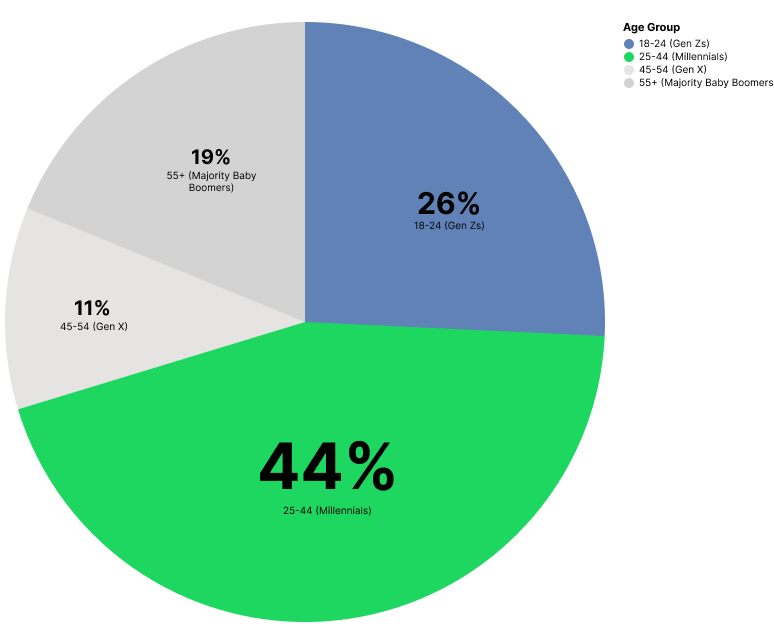 Age Group
18-24 (Gen Zs)
25-44 (Millennials)
45-54 (Gen X)
55+ (Majority Baby Boomers
19%
55+ (Majority Baby
Boomers)
26%
18-24 (Gen Zs)
11%
45-54 (Gen X)
44%
25-44 (Millennials)